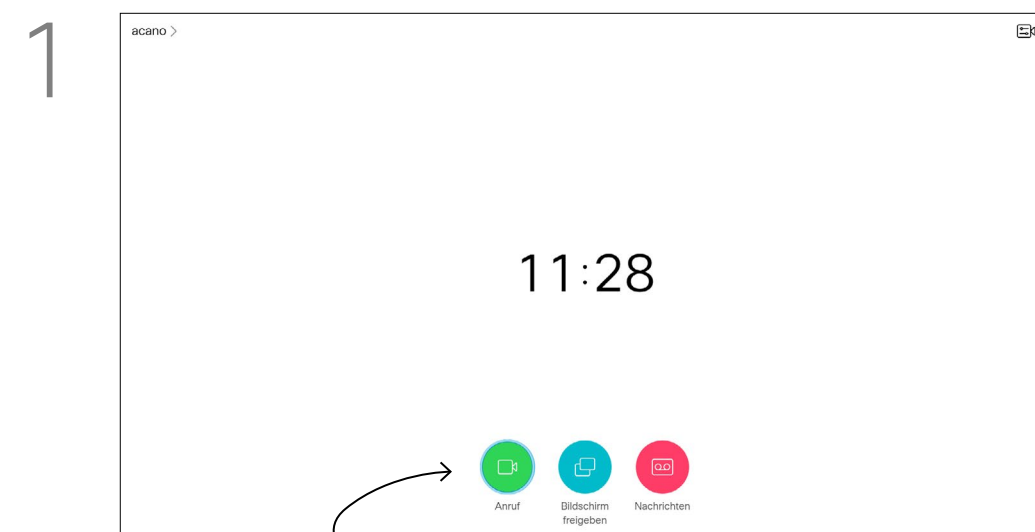 1
acano >
11:28
Anruf
Bildschirm
freigeben
Nachrichten